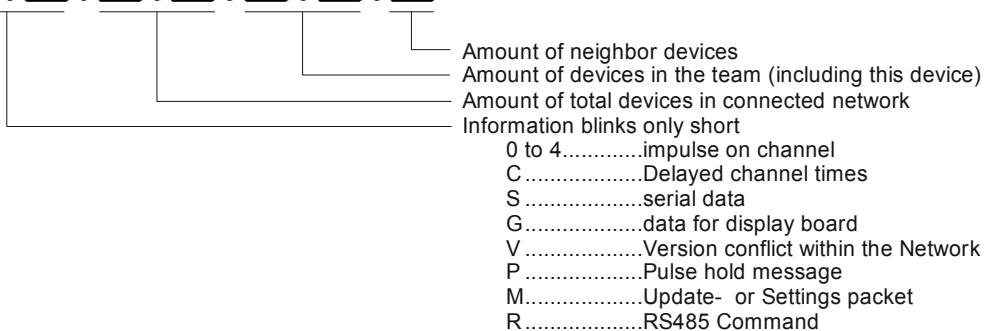 Amount of neighbor devices
Amount of devices in the team (including this device)
Amount of total devices in connected network
Information blinks only short
0 to 4.............impulse on channel
C...................Delayed channel times
S...................serial data
G...................data for display board
V...................Version conflict within the Network
P...................Pulse hold message
M...................Update- or Settings packet
R...................RS485 Command